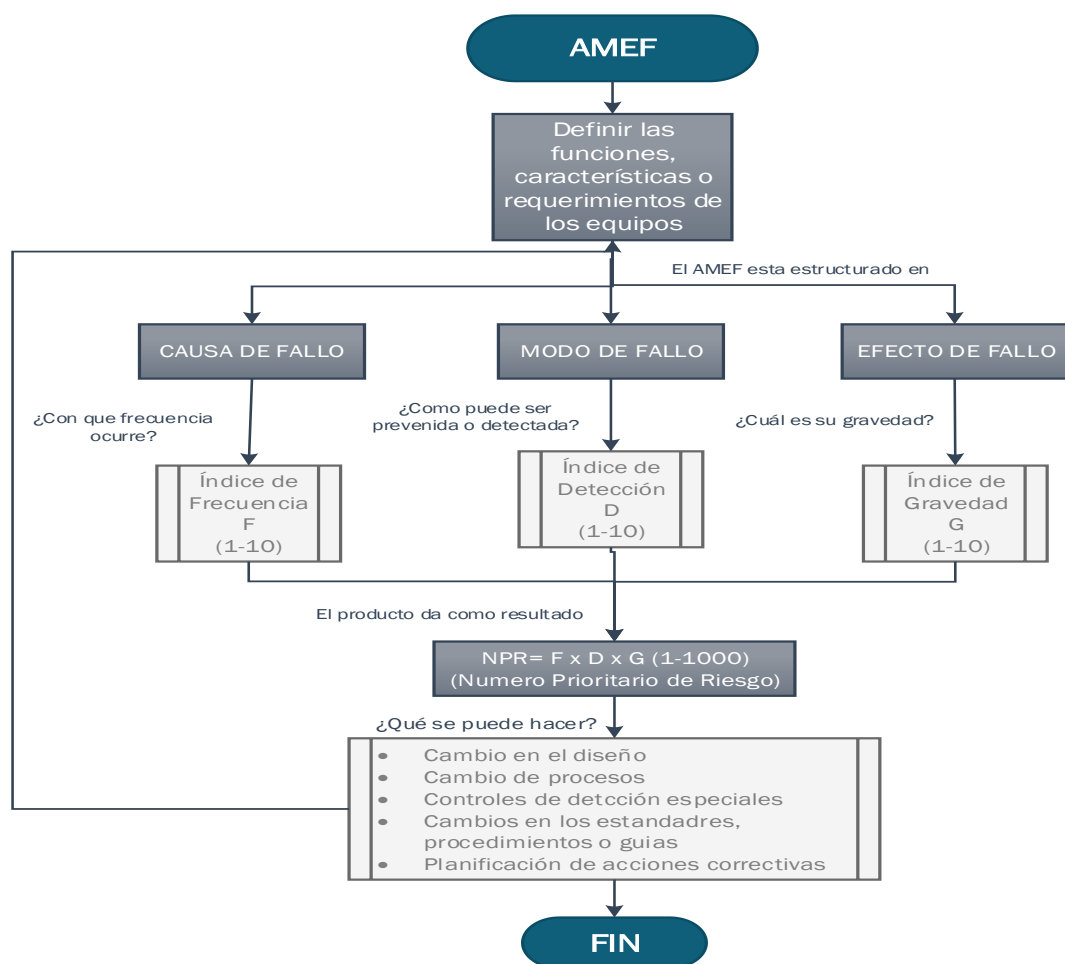 AMEF
Definir las
funciones,
características o
requerimientos de
los equipos
El AMEF esta estructurado en
CAUSA DE FALLO
MODO DE FALLO
EFECTO DE FALLO
¿Con que frecuencia
ocurre?
¿Como puede ser
prevenida o detectada?
¿Cuál es su gravedad?
Índice de
Frecuencia
F
(1-10)
Índice de
Detección
D
(1-10)
Índice de
Gravedad
G
(1-10)
El producto da como resultado
NPR= F x D x G (1-1000)
(Numero Prioritario de Riesgo)
¿Qué se puede hacer?
• Cambio en el diseño
• Cambio de procesos
• Controles de detcción especiales
• Cambios en los estandadres,
procedimientos o guias
• Planificación de acciones correctivas
FIN